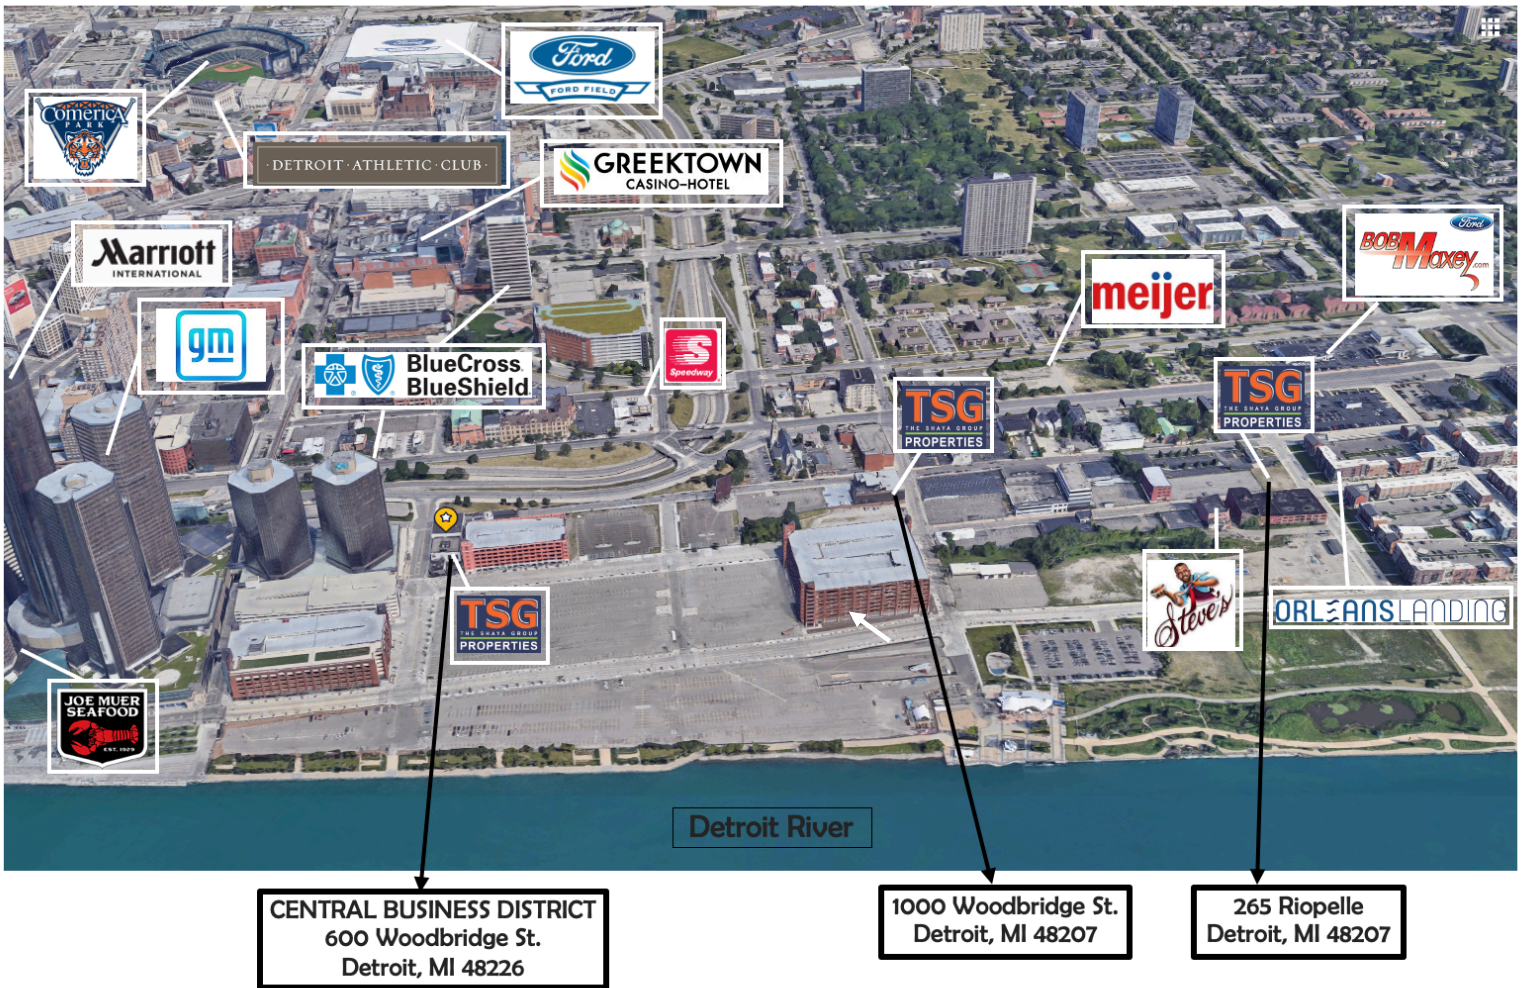 Ford
FORD FIELD
COMERICA
PARK
·DETROIT·ATHLETIC·CLUB·
GREEKTOWN
CASINO–HOTEL
Marriott
INTERNATIONAL
gm
BlueCross
BlueShield
S
Speedway
meijer
Ford
BOB
Maxey.com
TSG
THE SHAYA GROUP
PROPERTIES
TSG
THE SHAYA GROUP
PROPERTIES
TSG
THE SHAYA GROUP
PROPERTIES
Steve's
ORLEANS LANDING
JOE MUER
SEAFOOD
EST. 1929
Detroit River
CENTRAL BUSINESS DISTRICT
600 Woodbridge St.
Detroit, MI 48226
1000 Woodbridge St.
Detroit, MI 48207
265 Riopelle
Detroit, MI 48207